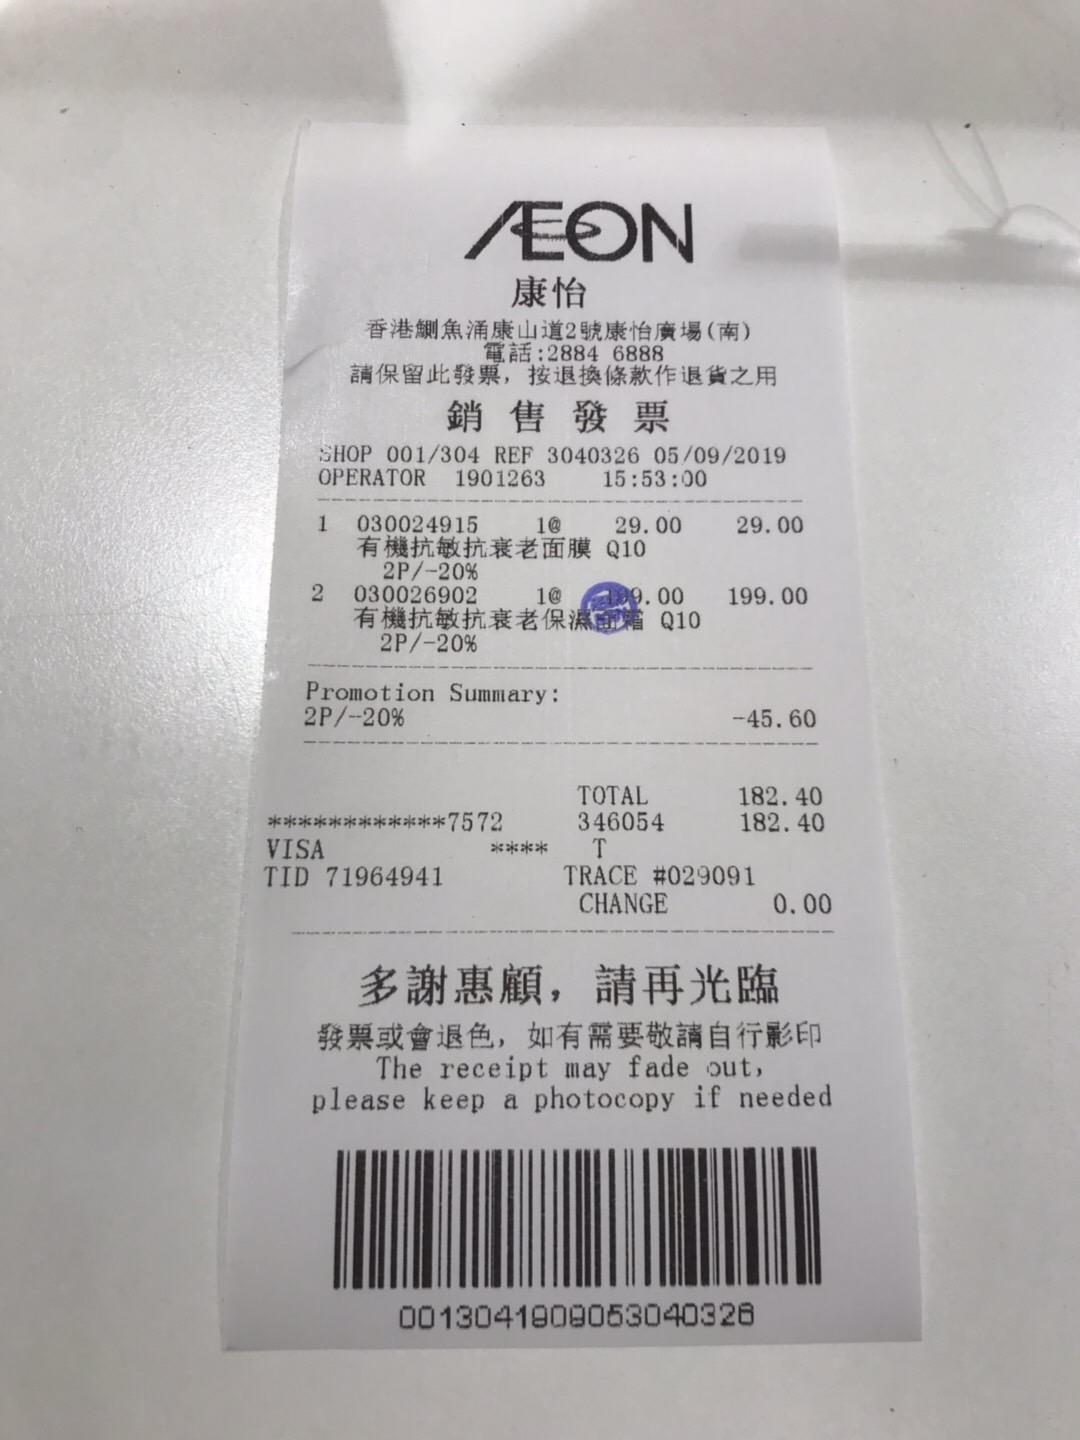 ÆON
康怡
香港鰂魚涌康山道2號康怡廣場(南)
電話:2884 6888
請保留此發票，按退換條款作退貨之用
銷售發票
SHOP 001/304 REF 3040326 05/09/2019
OPERATOR 1901263 15:53:00
1 030024915 1@ 29.00 29.00
有機抗敏抗衰老面膜 Q10
2P/-20%
2 030026902 1@ 199.00 199.00
有機抗敏抗衰老保濕面霜 Q10
2P/-20%
Promotion Summary:
2P/-20% -45.60
TOTAL 182.40
************7572 346054 182.40
VISA **** T
TID 71964941 TRACE #029091
CHANGE 0.00
多謝惠顧，請再光臨
發票或會退色，如有需要敬請自行影印
The receipt may fade out,
please keep a photocopy if needed
0013041909053040326